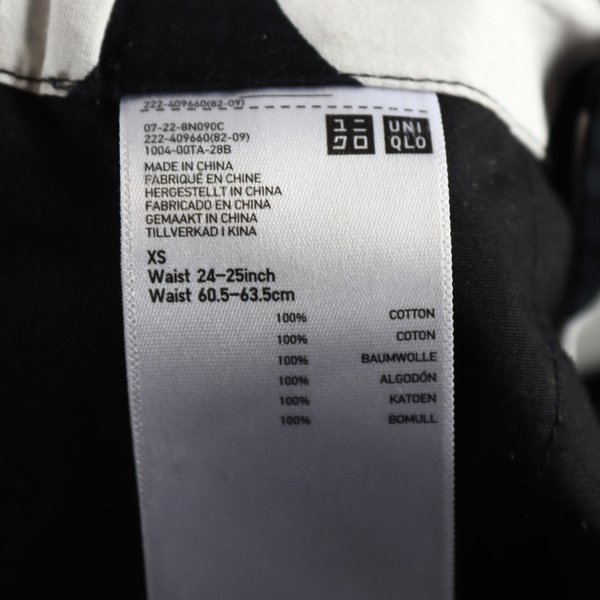 222-409660(82-09)
07-22-8N090C
222-409660(82-09)
1004-00TA-28B
ユニ
クロ
UNI
QLO
MADE IN CHINA
FABRIQUÉ EN CHINE
HERGESTELLT IN CHINA
FABRICADO EN CHINA
GEMAAKT IN CHINA
TILLVERKAD I KINA
XS
Waist 24-25inch
Waist 60.5-63.5cm
100% COTTON
100% COTON
100% BAUMWOLLE
100% ALGODÓN
100% KATOEN
100% BOMULL